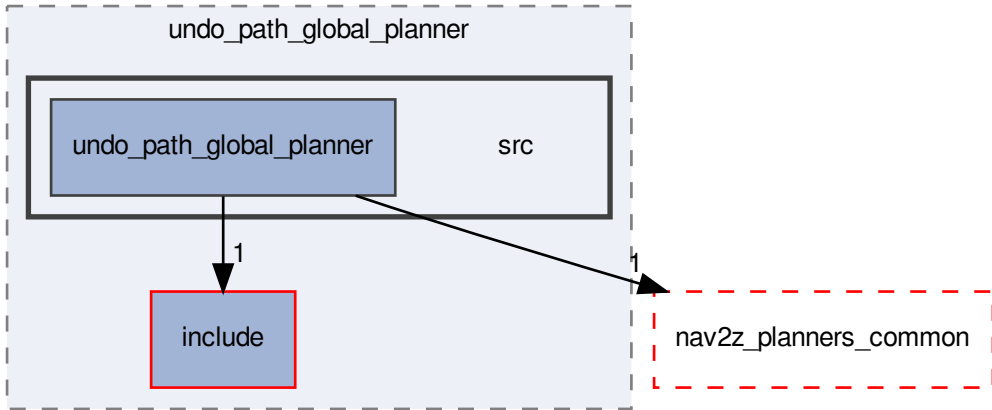 undo_path_global_planner
undo_path_global_planner
src
1
1
include
nav2z_planners_common